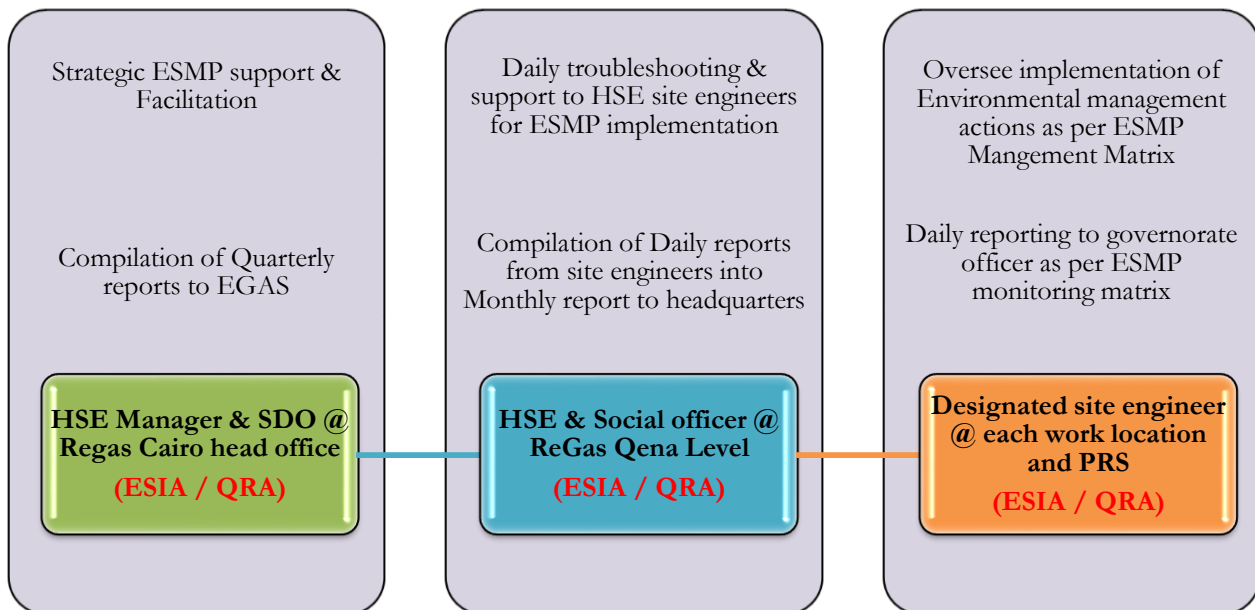 Strategic ESMP support &
Facilitation
Compilation of Quarterly
reports to EGAS
HSE Manager & SDO @
Regas Cairo head office
(ESIA / QRA)
Daily troubleshooting &
support to HSE site engineers
for ESMP implementation
Compilation of Daily reports
from site engineers into
Monthly report to headquarters
HSE & Social officer @
ReGas Qena Level
(ESIA / QRA)
Oversee implementation of
Environmental management
actions as per ESMP
Mangement Matrix
Daily reporting to governorate
officer as per ESMP
monitoring matrix
Designated site engineer
@ each work location
and PRS
(ESIA / QRA)